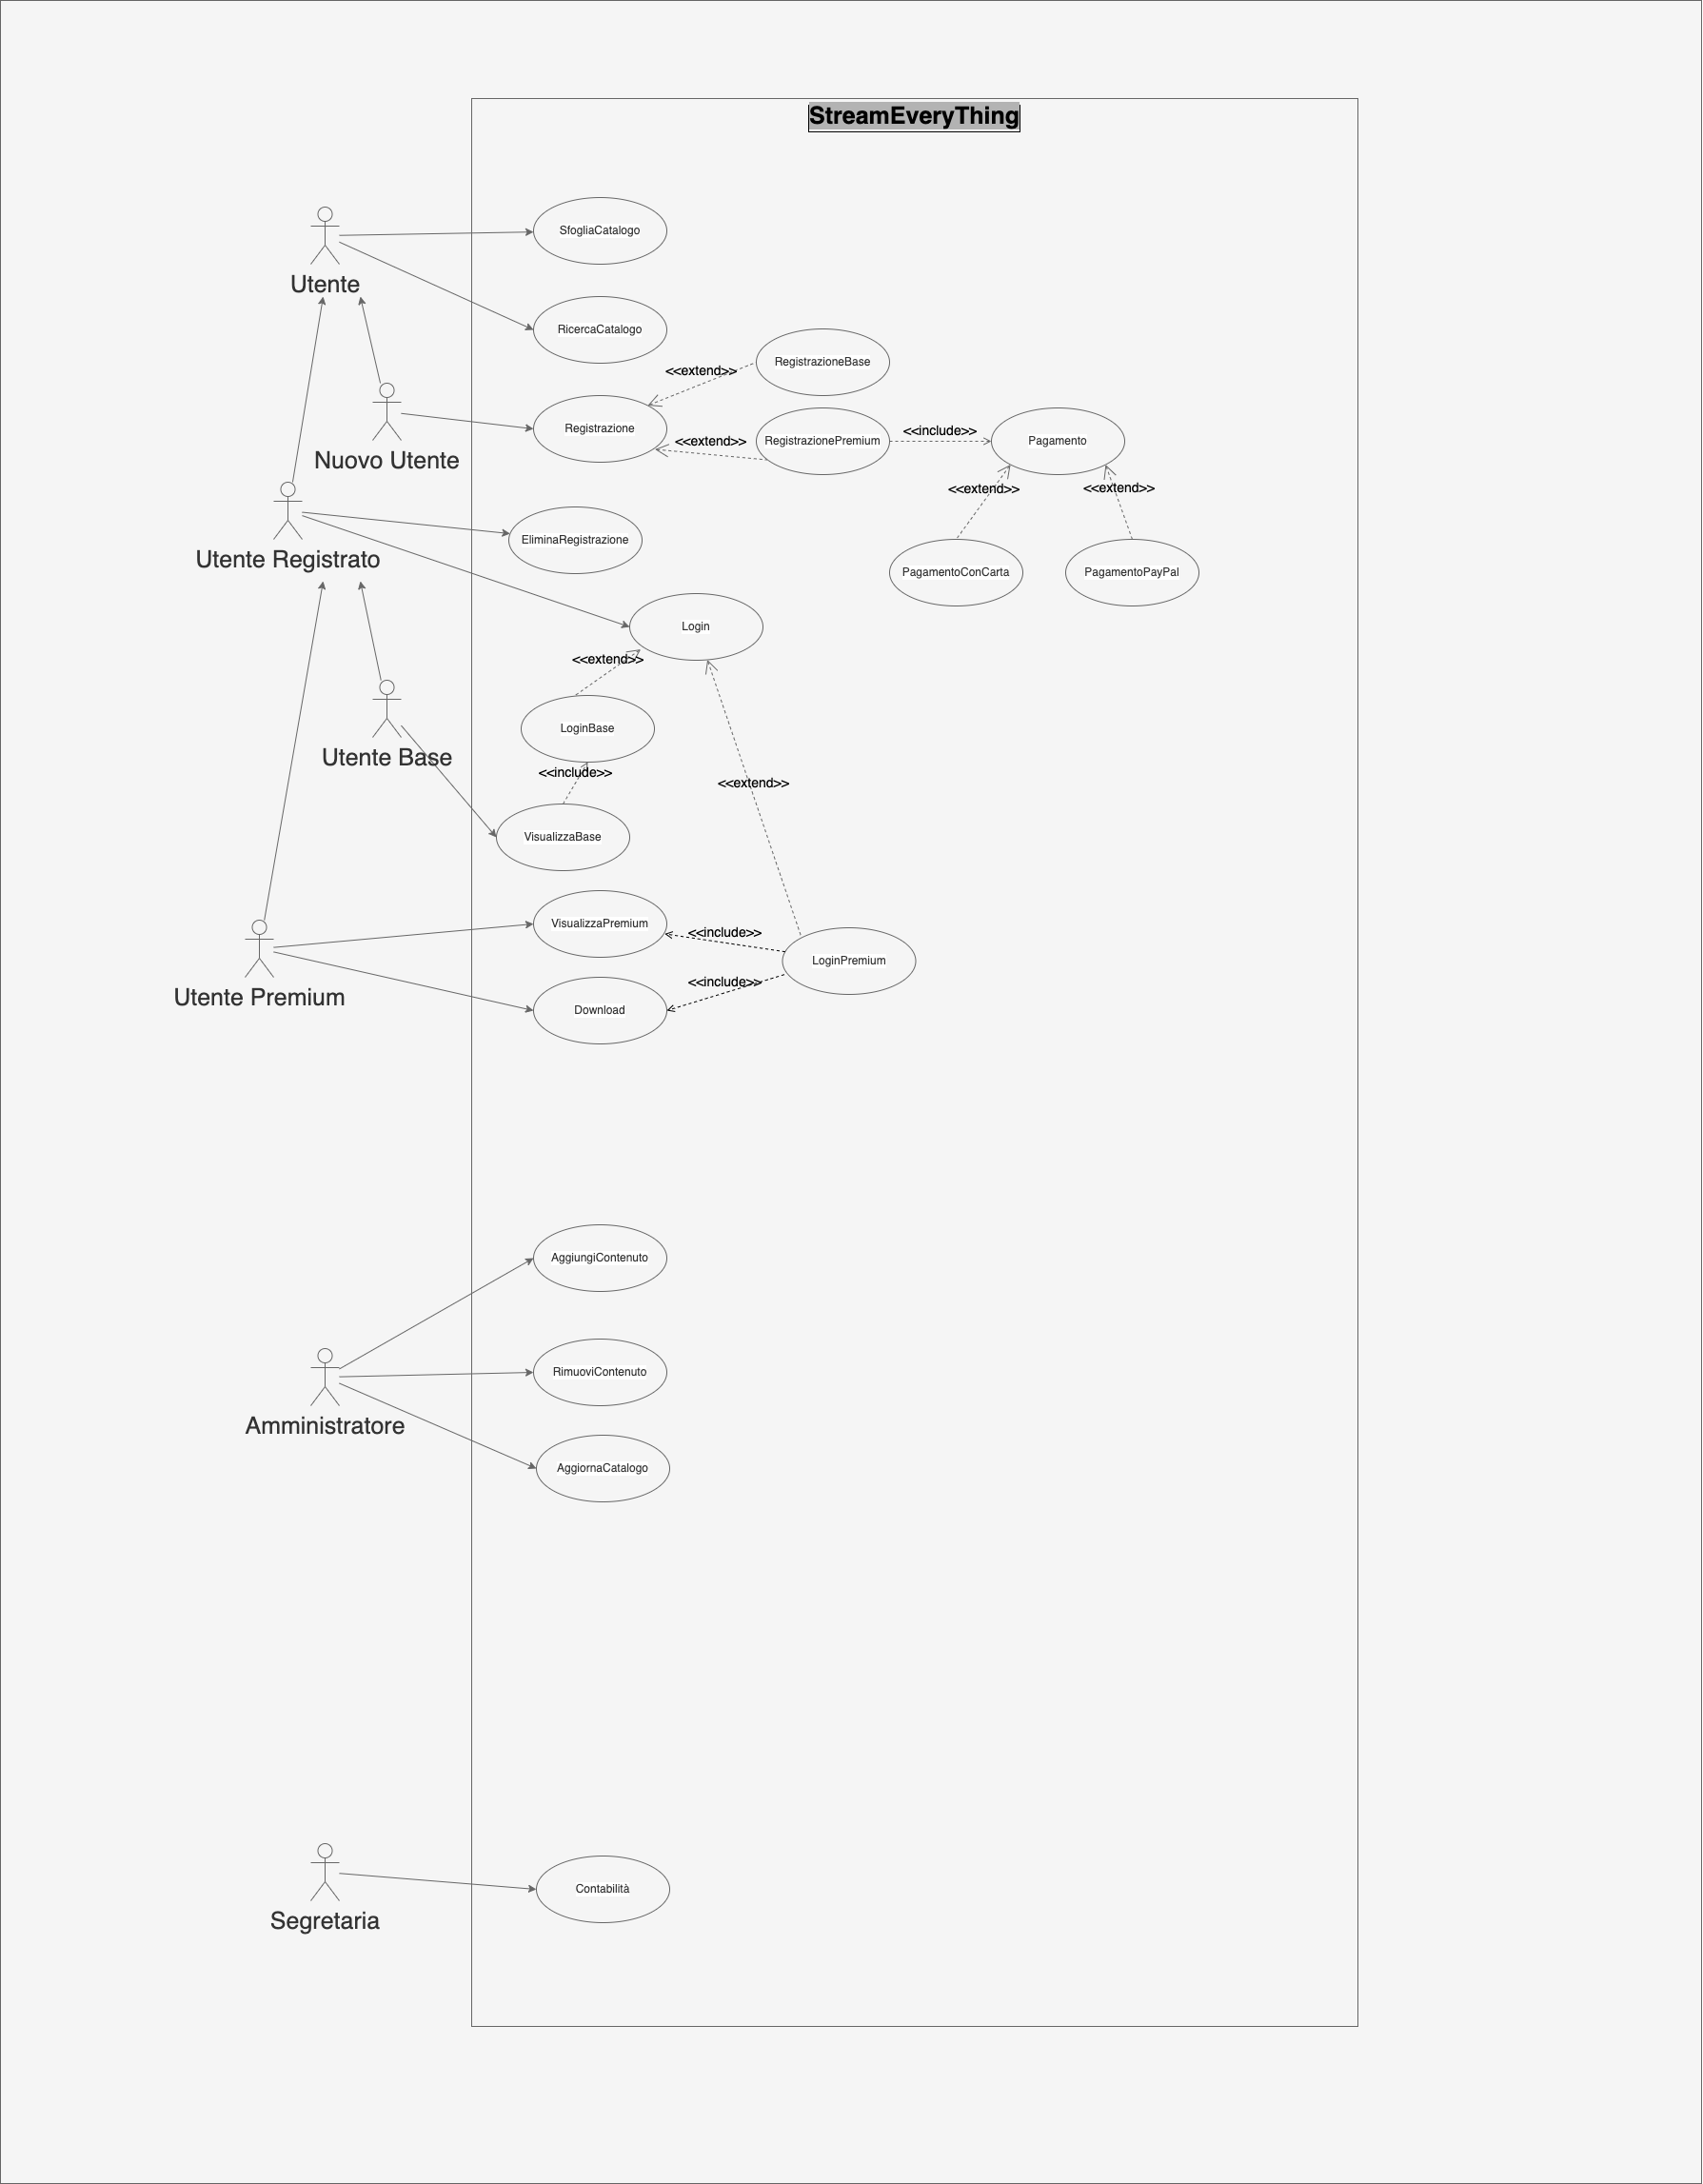 StreamEveryThing
SfogliaCatalogo
Utente
RicercaCatalogo
RegistrazioneBase
<<extend>>
Registrazione
<<extend>>
RegistrazionePremium
<<include>>
Pagamento
Nuovo Utente
<<extend>>
<<extend>>
EliminaRegistrazione
Utente Registrato
PagamentoConCarta
PagamentoPayPal
Login
<<extend>>
LoginBase
Utente Base
<<include>>
<<extend>>
VisualizzaBase
VisualizzaPremium
<<include>>
LoginPremium
<<include>>
Utente Premium
Download
AggiungiContenuto
RimuoviContenuto
Amministratore
AggiornaCatalogo
Contabilità
Segretaria